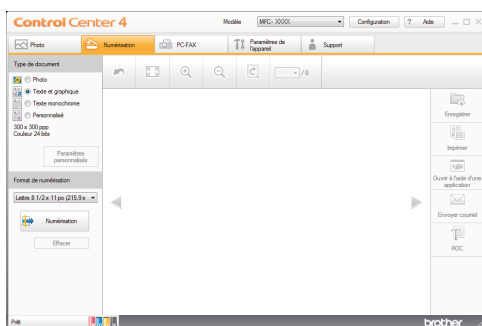 Control Center 4
Modèle MFC- XXXX Configuration ? Aide
Photo Numérisation PC-FAX Paramètres de l'appareil Support
Type de document
Photo
Texte et graphique
Texte monochrome
Personnalisé
300 x 300 ppp
Couleur 24 bits
Paramètres
personnalisés
Format de numérisation
Lettre 8 1/2 x 11 po (215.9 x
Numérisation
Effacer
/ 0
Enregistrer
Imprimer
Ouvrir à l'aide d'une
application
Envoyer courriel
ROC
Prêt
brother